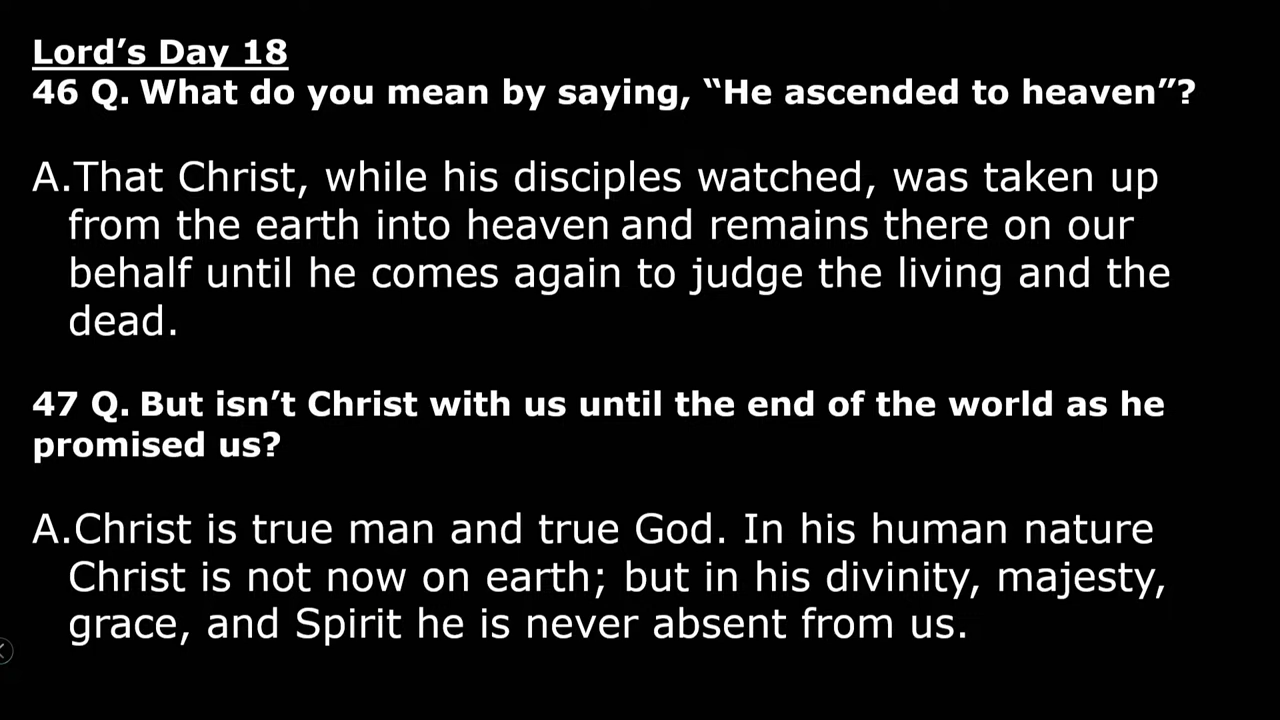 Lord’s Day 18
46 Q. What do you mean by saying, “He ascended to heaven”?
A.That Christ, while his disciples watched, was taken up
from the earth into heaven and remains there on our
behalf until he comes again to judge the living and the
dead.
47 Q. But isn’t Christ with us until the end of the world as he
promised us?
A.Christ is true man and true God. In his human nature
Christ is not now on earth; but in his divinity, majesty,
grace, and Spirit he is never absent from us.